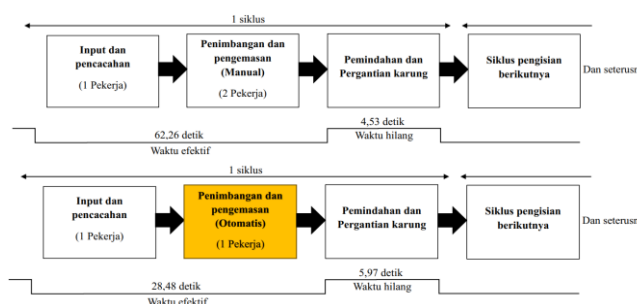 1 siklus
Input dan
pencacahan
(1 Pekerja)
Penimbangan dan
pengemasan
(Manual)
(2 Pekerja)
Pemindahan dan
Pergantian karung
Siklus pengisian
berikutnya
Dan seterusn
62,26 detik
Waktu efektif
4,53 detik
Waktu hilang
1 siklus
Input dan
pencacahan
(1 Pekerja)
Penimbangan dan
pengemasan
(Otomatis)
(1 Pekerja)
Pemindahan dan
Pergantian karung
Siklus pengisian
berikutnya
Dan seterusn
28,48 detik
Waktu efektif
5,97 detik
Waktu hilang